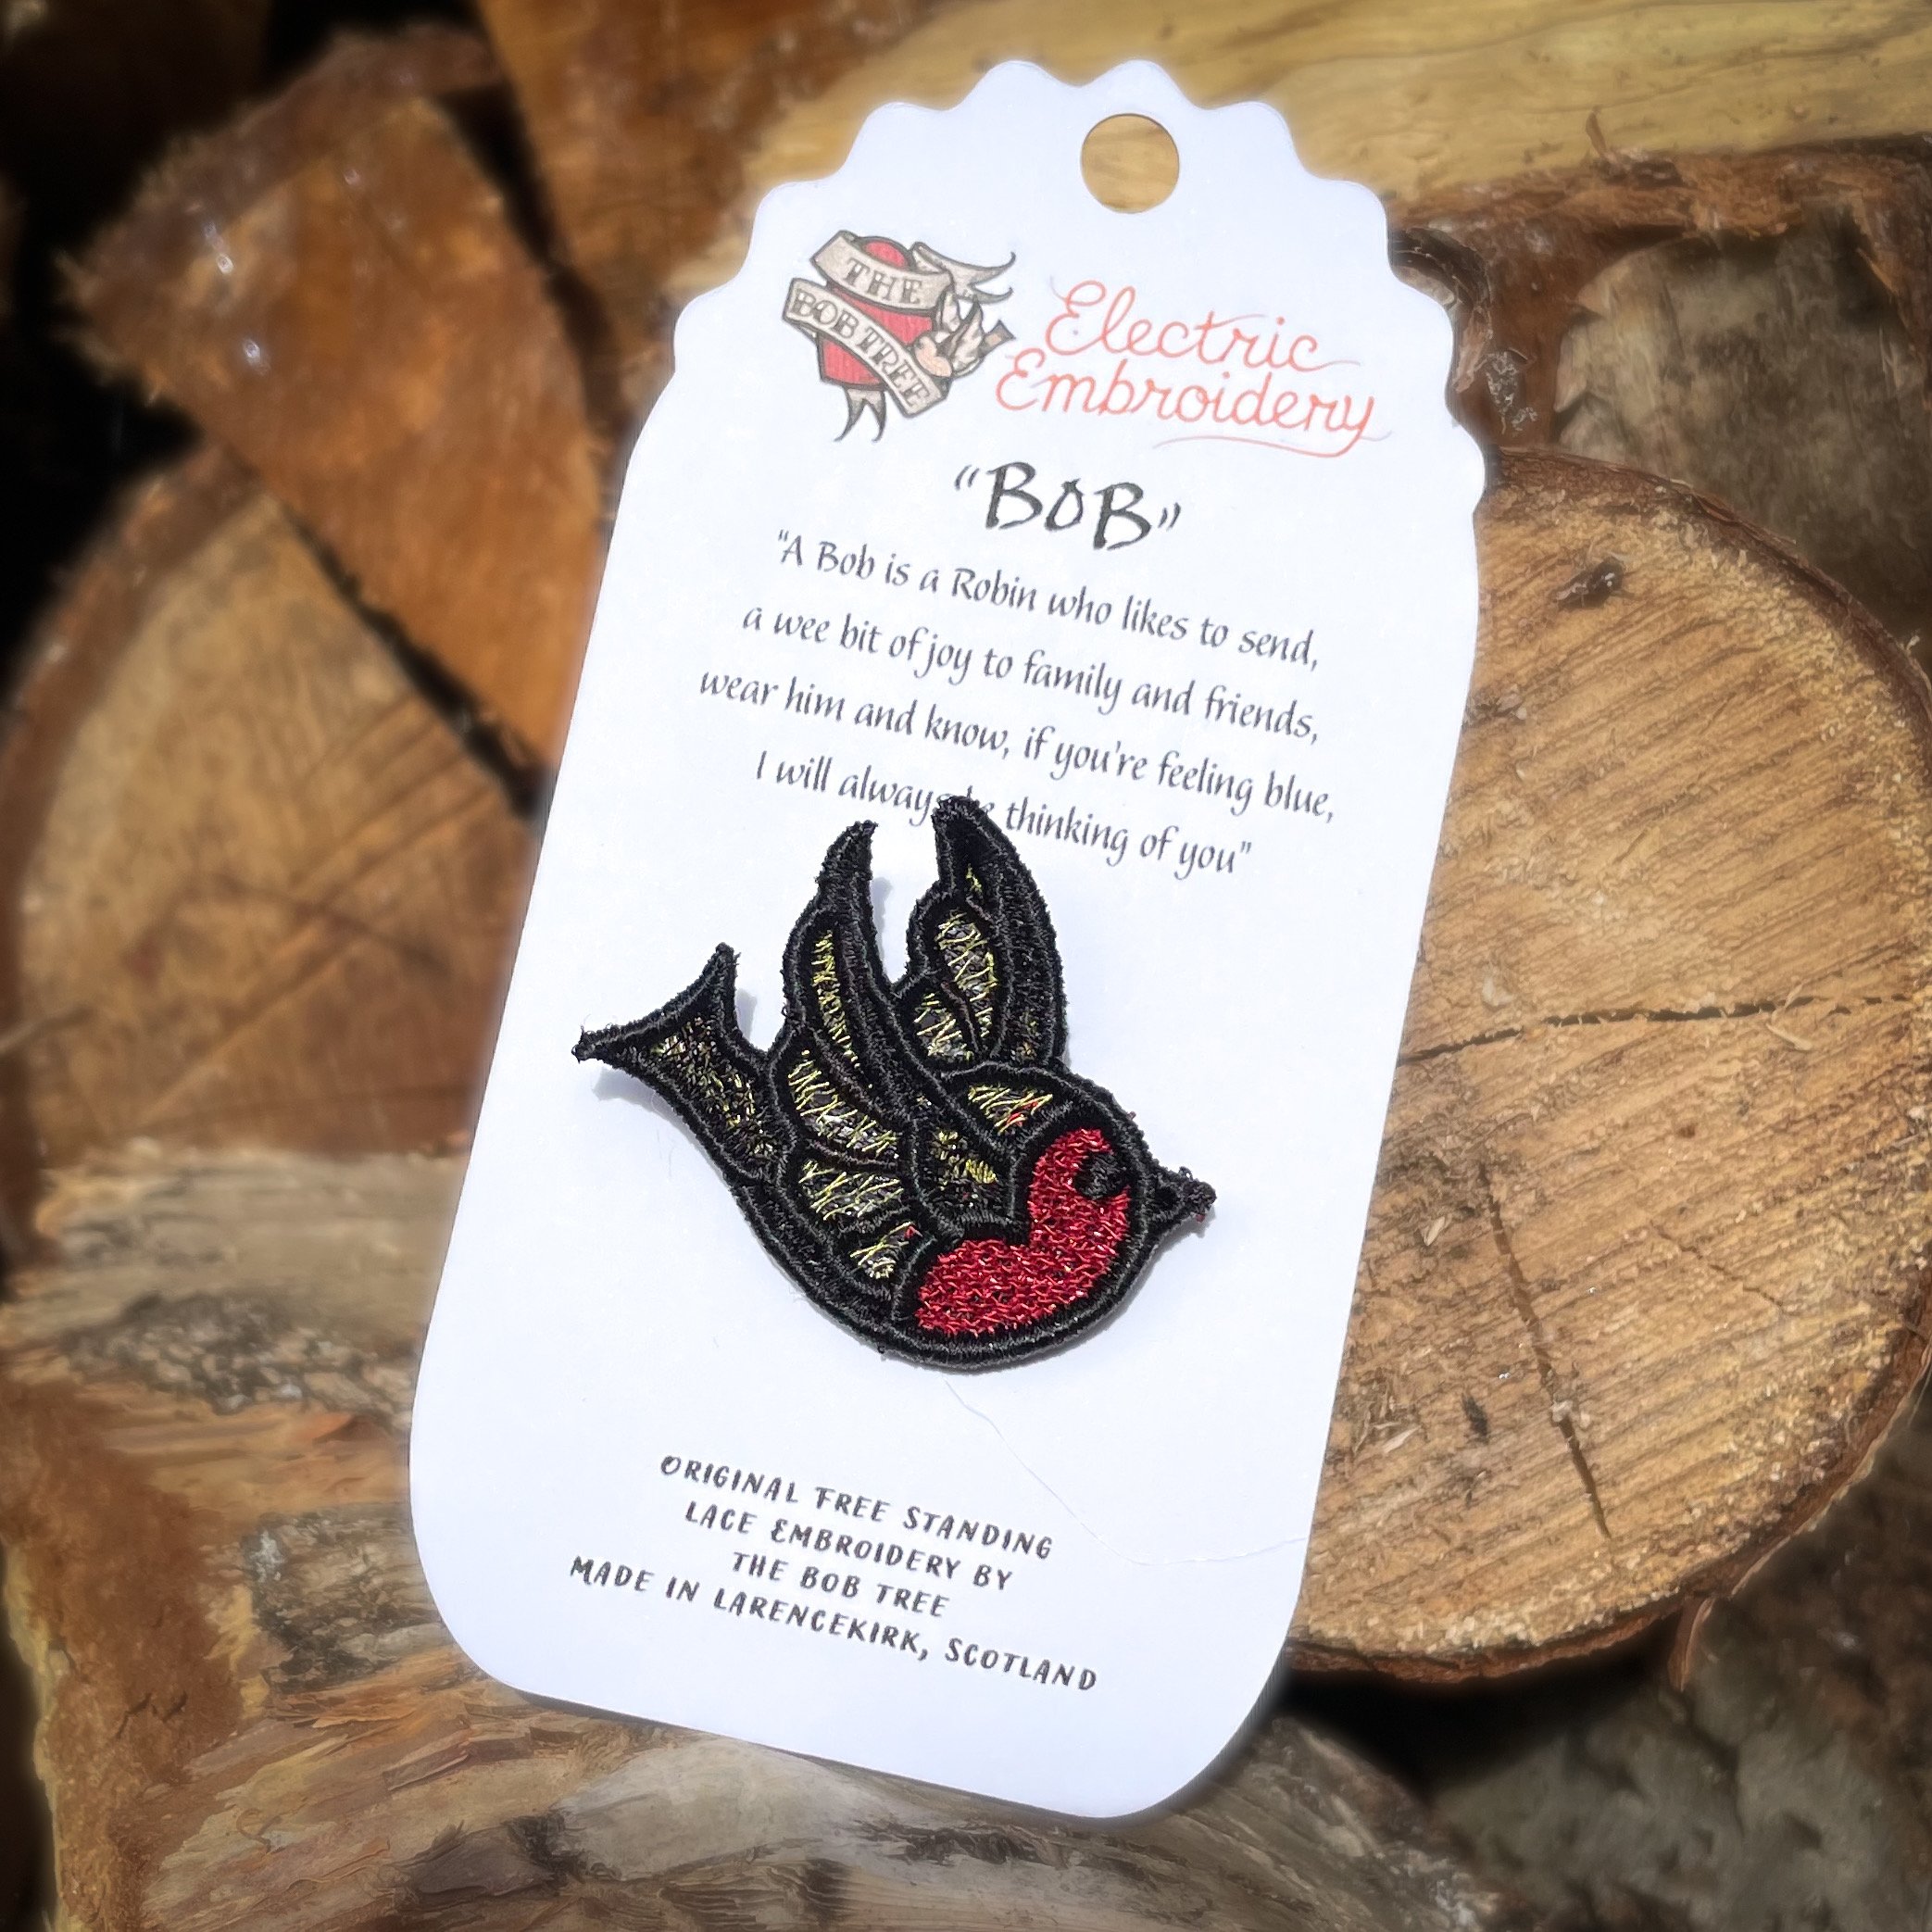 THE
BOB TREE
Electric
Embroidery
"BOB"
"A Bob is a Robin who likes to send,
a wee bit of joy to family and friends,
wear him and know, if you're feeling blue,
I will always be thinking of you"
ORIGINAL FREE STANDING
LACE EMBROIDERY BY
THE BOB TREE
MADE IN LARENCEKIRK, SCOTLAND